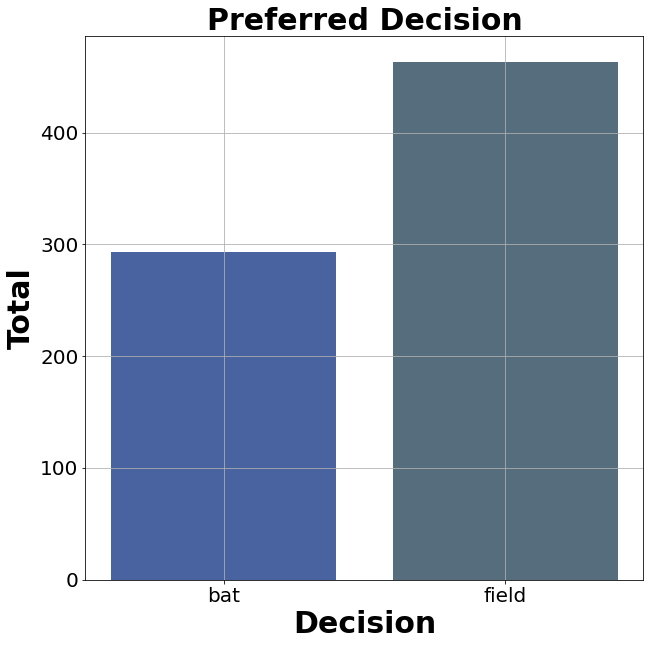 Preferred Decision
Total
400
300
200
100
0
bat field
Decision